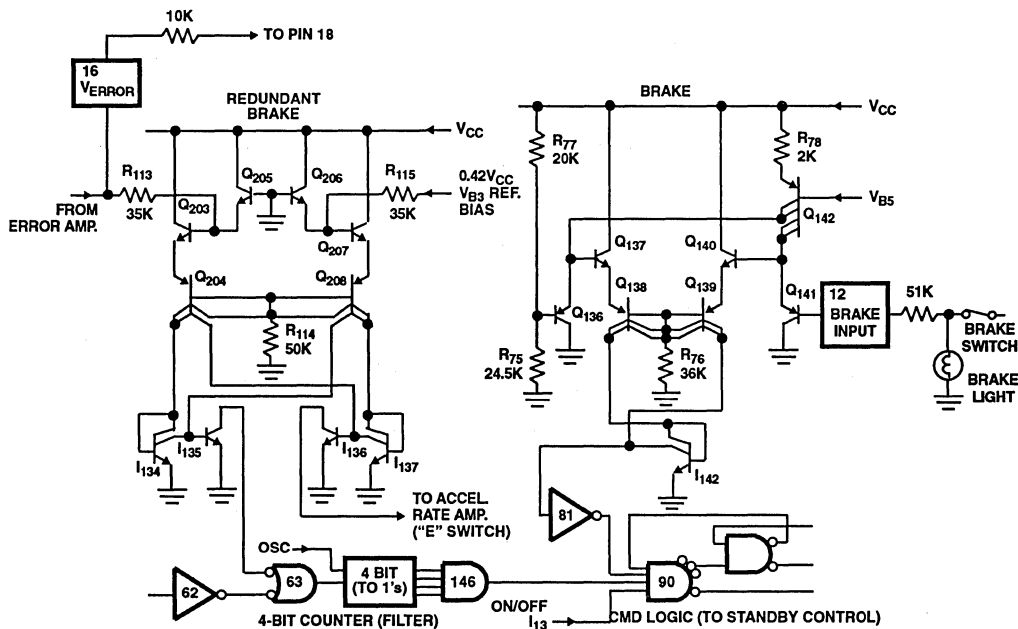 10K
TO PIN 18
16
VERROR
REDUNDANT
BRAKE
VCC
R113
35K
Q205
Q206
R115
35K
0.42VCC
VB3 REF.
BIAS
FROM
ERROR AMP.
Q203
Q207
Q204
Q208
R114
50K
I134
I135
I136
I137
TO ACCEL.
RATE AMP.
("E" SWITCH)
OSC
62
63
4 BIT
(TO 1's)
146
4-BIT COUNTER (FILTER)
BRAKE
VCC
R77
20K
R78
2K
VB5
Q142
Q137
Q140
Q138
Q139
Q141
Q136
12
BRAKE
INPUT
51K
BRAKE
SWITCH
BRAKE
LIGHT
R75
24.5K
R76
36K
I142
81
90
ON/OFF
I13
CMD LOGIC (TO STANDBY CONTROL)